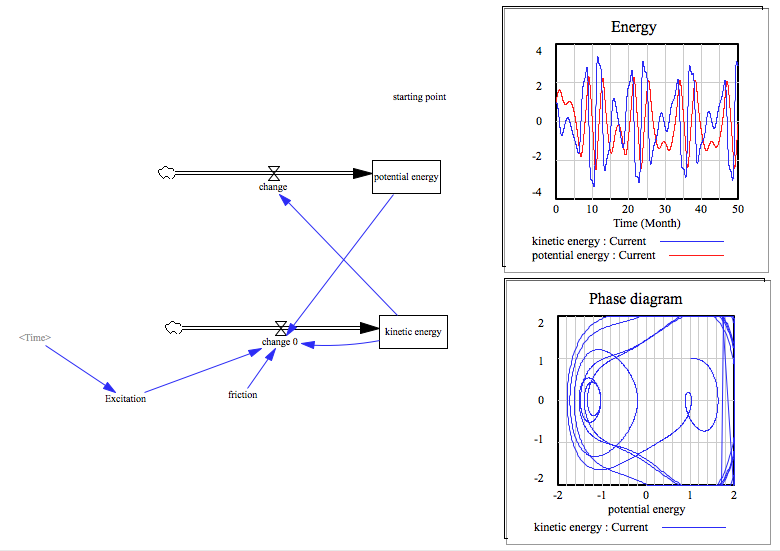 starting point
potential energy
change
kinetic energy
change 0
<Time>
Excitation
friction
Energy
4
2
0
-2
-4
0 10 20 30 40 50
Time (Month)
kinetic energy : Current
potential energy : Current
Phase diagram
2
1
0
-1
-2
-2 -1 0 1 2
potential energy
kinetic energy : Current